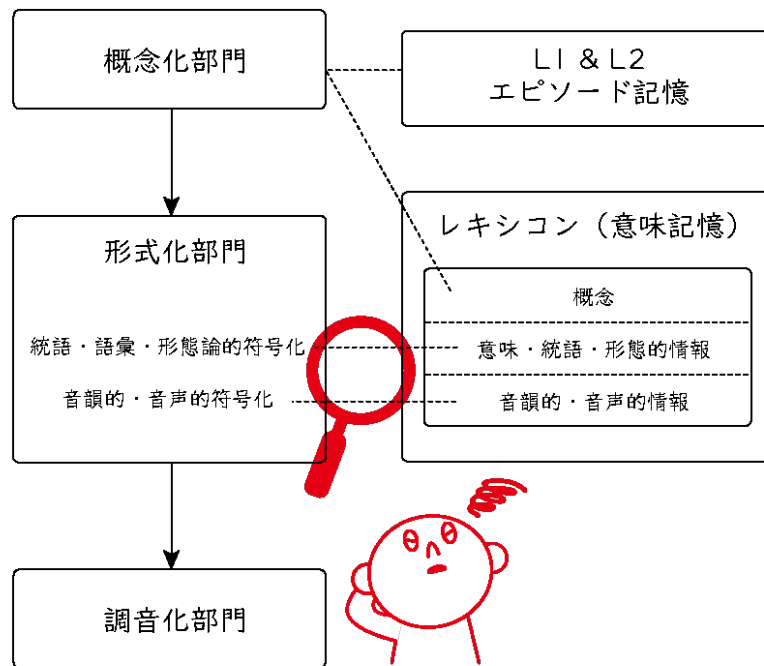 概念化部門
L1 & L2
エピソード記憶
形式化部門
統語・語彙・形態論的符号化
音韻的・音声的符号化
レキシコン（意味記憶）
概念
意味・統語・形態的情報
音韻的・音声的情報
調音化部門